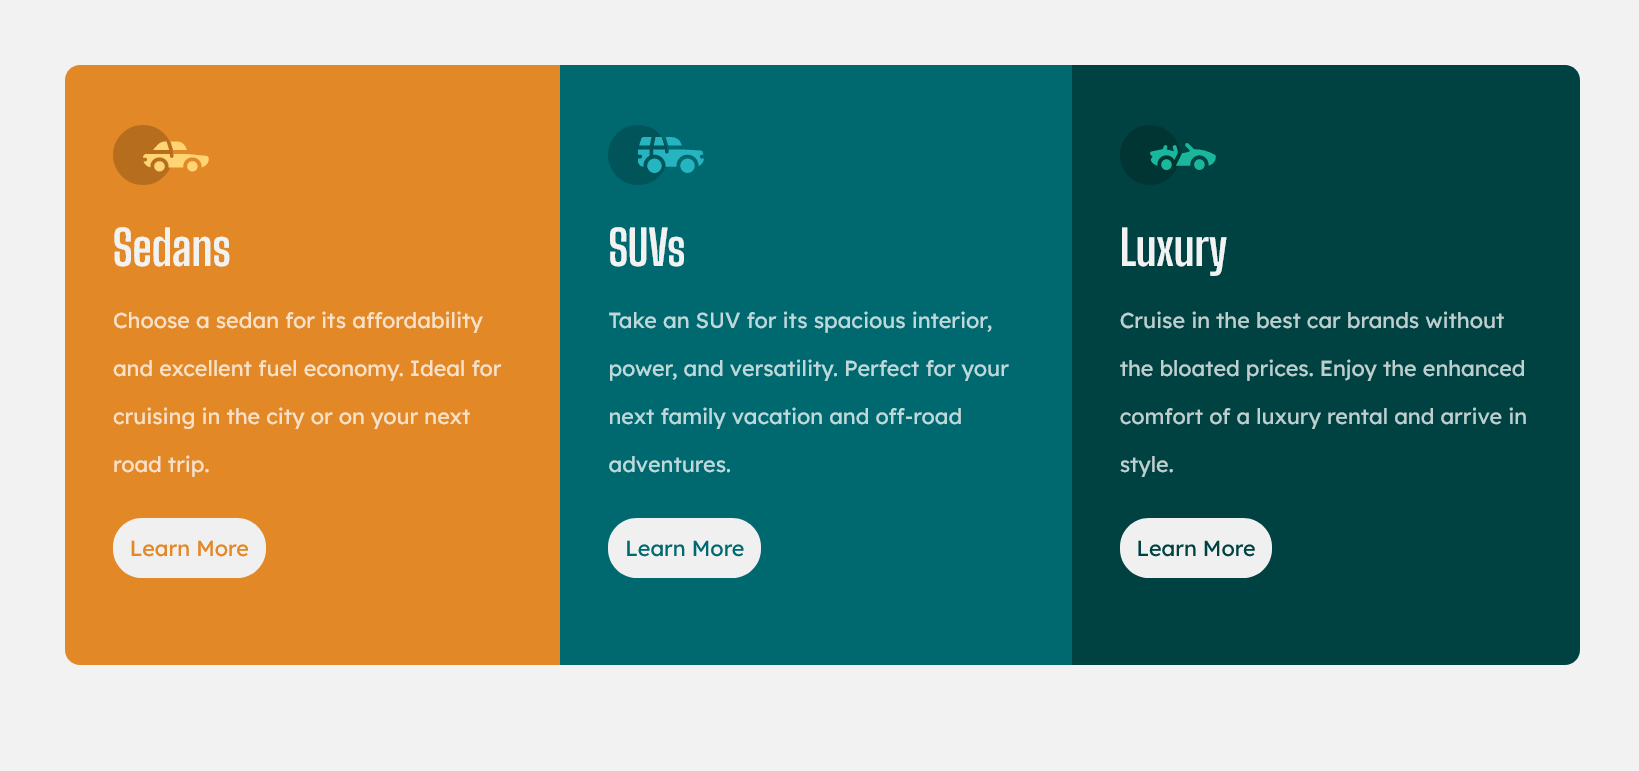 Sedans
Choose a sedan for its affordability
and excellent fuel economy. Ideal for
cruising in the city or on your next
road trip.
Learn More
SUVs
Take an SUV for its spacious interior,
power, and versatility. Perfect for your
next family vacation and off-road
adventures.
Learn More
Luxury
Cruise in the best car brands without
the bloated prices. Enjoy the enhanced
comfort of a luxury rental and arrive in
style.
Learn More